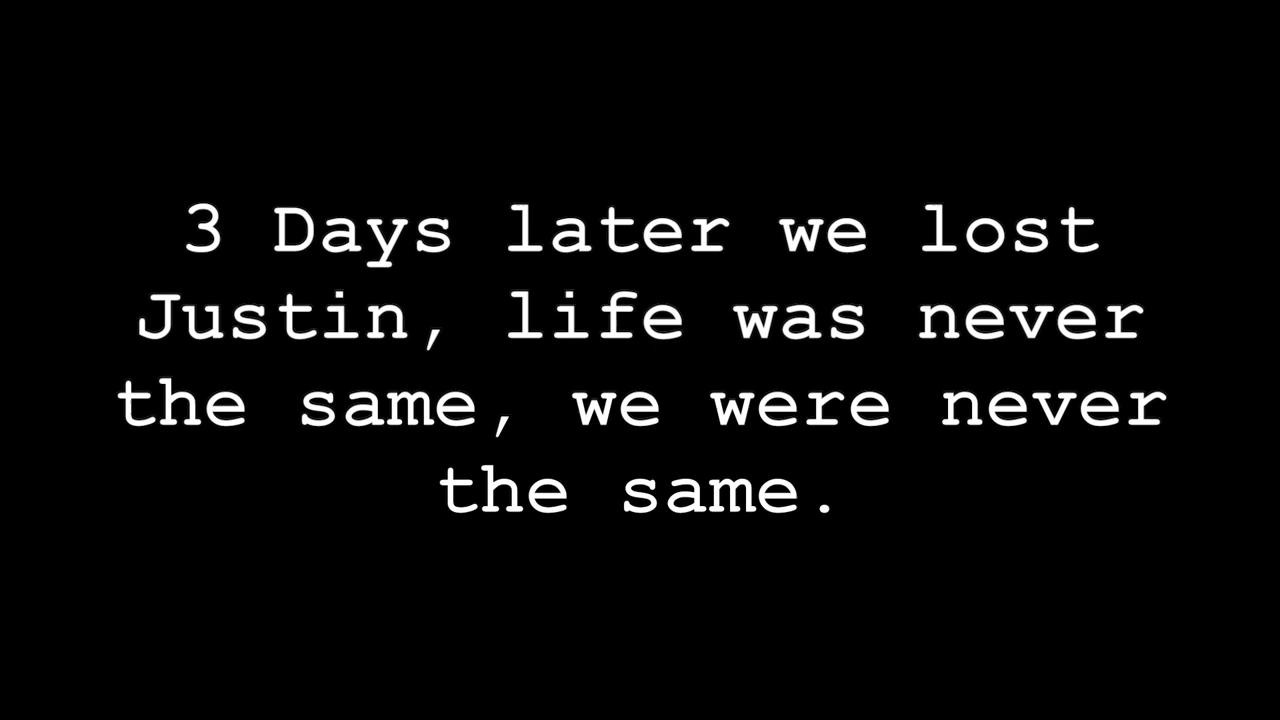 3 Days later we lost
Justin, life was never
the same, we were never
the same.